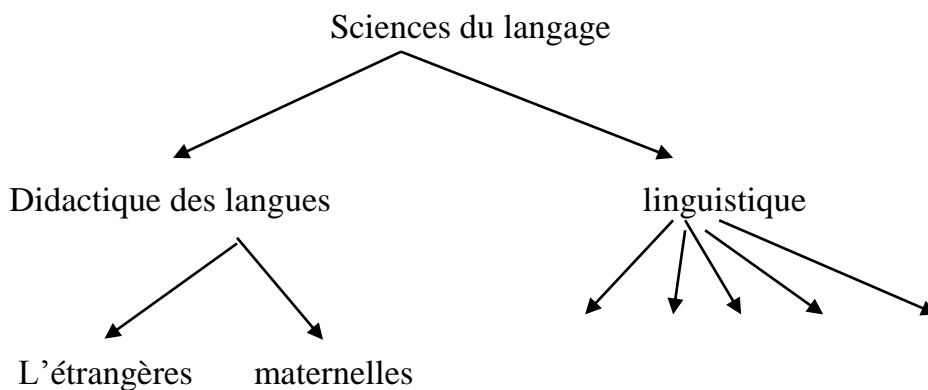 Sciences du langage
Didactique des langues linguistique
L’étrangères maternelles